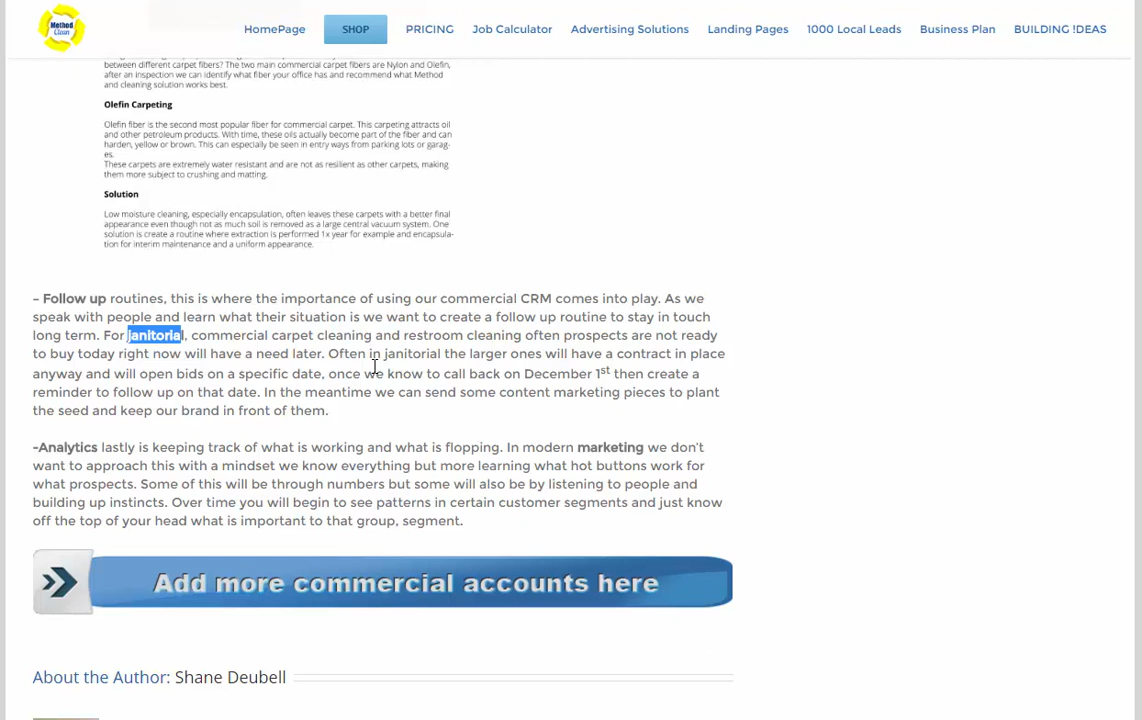 Method
Clean
HomePage
SHOP
PRICING
Job Calculator
Advertising Solutions
Landing Pages
1000 Local Leads
Business Plan
BUILDING !DEAS
between different carpet fibers? The two main commercial carpet fibers are Nylon and Olefin,
after an inspection we can identify what fiber your office has and recommend what Method
and cleaning solution works best.
Olefin Carpeting
Olefin fiber is the second most popular fiber for commercial carpet. This carpeting attracts oil
and other petroleum products. With time, these oils actually become part of the fiber and can
harden, yellow or brown. This can especially be seen in entry ways from parking lots or garag-
es.
These carpets are extremely water resistant and are not as resilient as other carpets, making
them more subject to crushing and matting.
Solution
Low moisture cleaning, especially encapsulation, often leaves these carpets with a better final
appearance even though not as much soil is removed as a large central vacuum system. One
solution is create a routine where extraction is performed 1x year for example and encapsula-
tion for interim maintenance and a uniform appearance.
– Follow up routines, this is where the importance of using our commercial CRM comes into play. As we
speak with people and learn what their situation is we want to create a follow up routine to stay in touch
long term. For janitorial, commercial carpet cleaning and restroom cleaning often prospects are not ready
to buy today right now will have a need later. Often in janitorial the larger ones will have a contract in place
anyway and will open bids on a specific date, once we know to call back on December 1st then create a
reminder to follow up on that date. In the meantime we can send some content marketing pieces to plant
the seed and keep our brand in front of them.
-Analytics lastly is keeping track of what is working and what is flopping. In modern marketing we don't
want to approach this with a mindset we know everything but more learning what hot buttons work for
what prospects. Some of this will be through numbers but some will also be by listening to people and
building up instincts. Over time you will begin to see patterns in certain customer segments and just know
off the top of your head what is important to that group, segment.
Add more commercial accounts here
About the Author: Shane Deubell